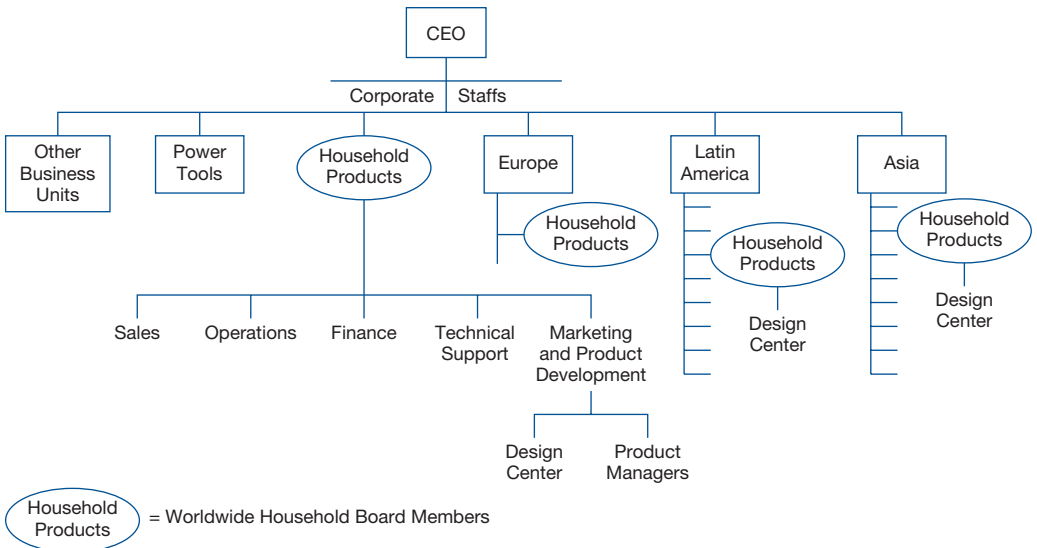 CEO
Corporate Staffs
Other
Business
Units
Power
Tools
Household
Products
Europe
Household
Products
Latin
America
Household
Products
Design
Center
Asia
Household
Products
Design
Center
Sales
Operations
Finance
Technical
Support
Marketing
and Product
Development
Design
Center
Product
Managers
Household
Products
= Worldwide Household Board Members